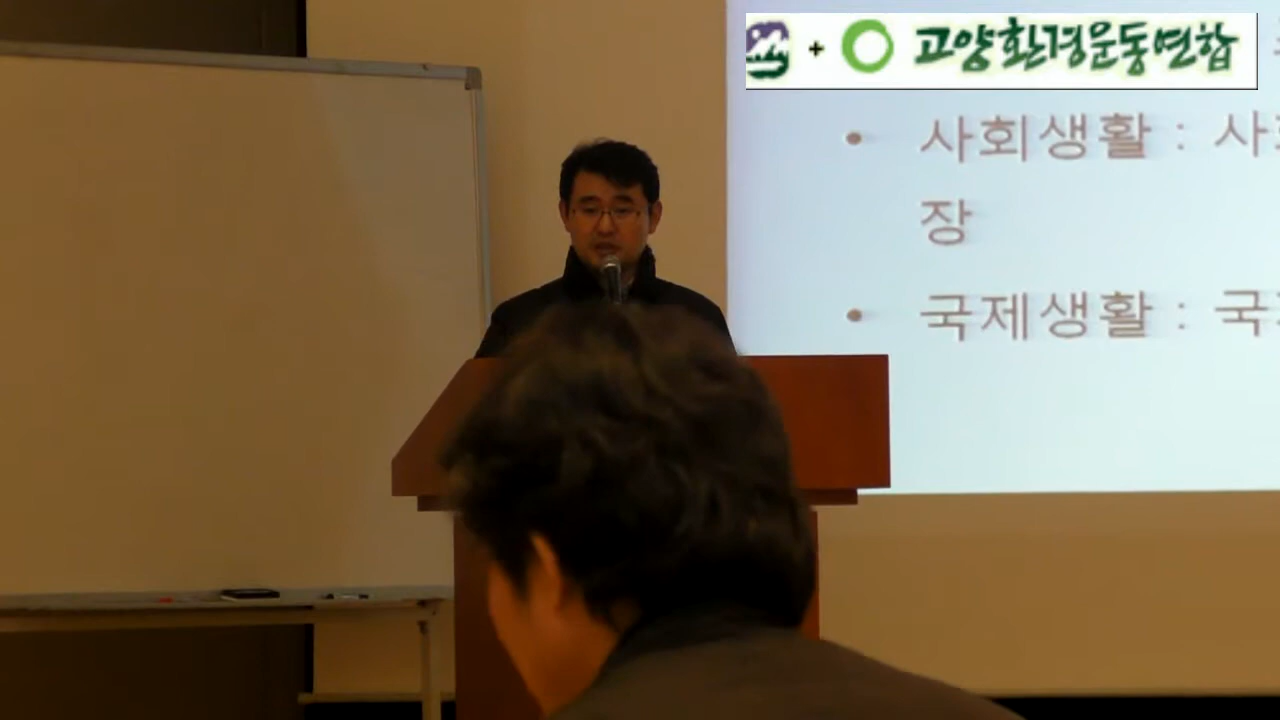 + 고양환경운동연합
• 사회생활 : 사
장
• 국제생활 : 국